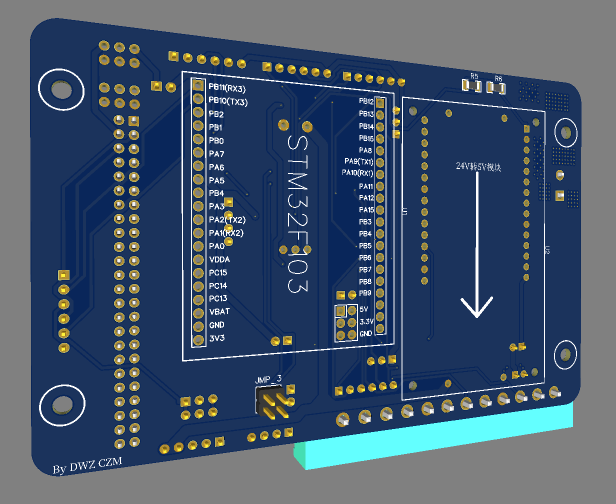 R5
R6
PB11(RX3)
PB10(TX3)
PB2
PB1
PB0
PA7
PA6
PA5
PB4
PA3
PA2(TX2)
PA1(RX2)
PA0
VDDA
PC15
PC14
PC13
VBAT
GND
3V3
STM32F103
PB12
PB13
PB14
PB15
PA8
PA9(TX1)
PA10(RX1)
PA11
PA12
PA15
PB3
PB4
PB5
PB6
PB7
PB8
PB9
5V
3.3V
GND
24V转5V模块
JMP_3
By DWZ CZM